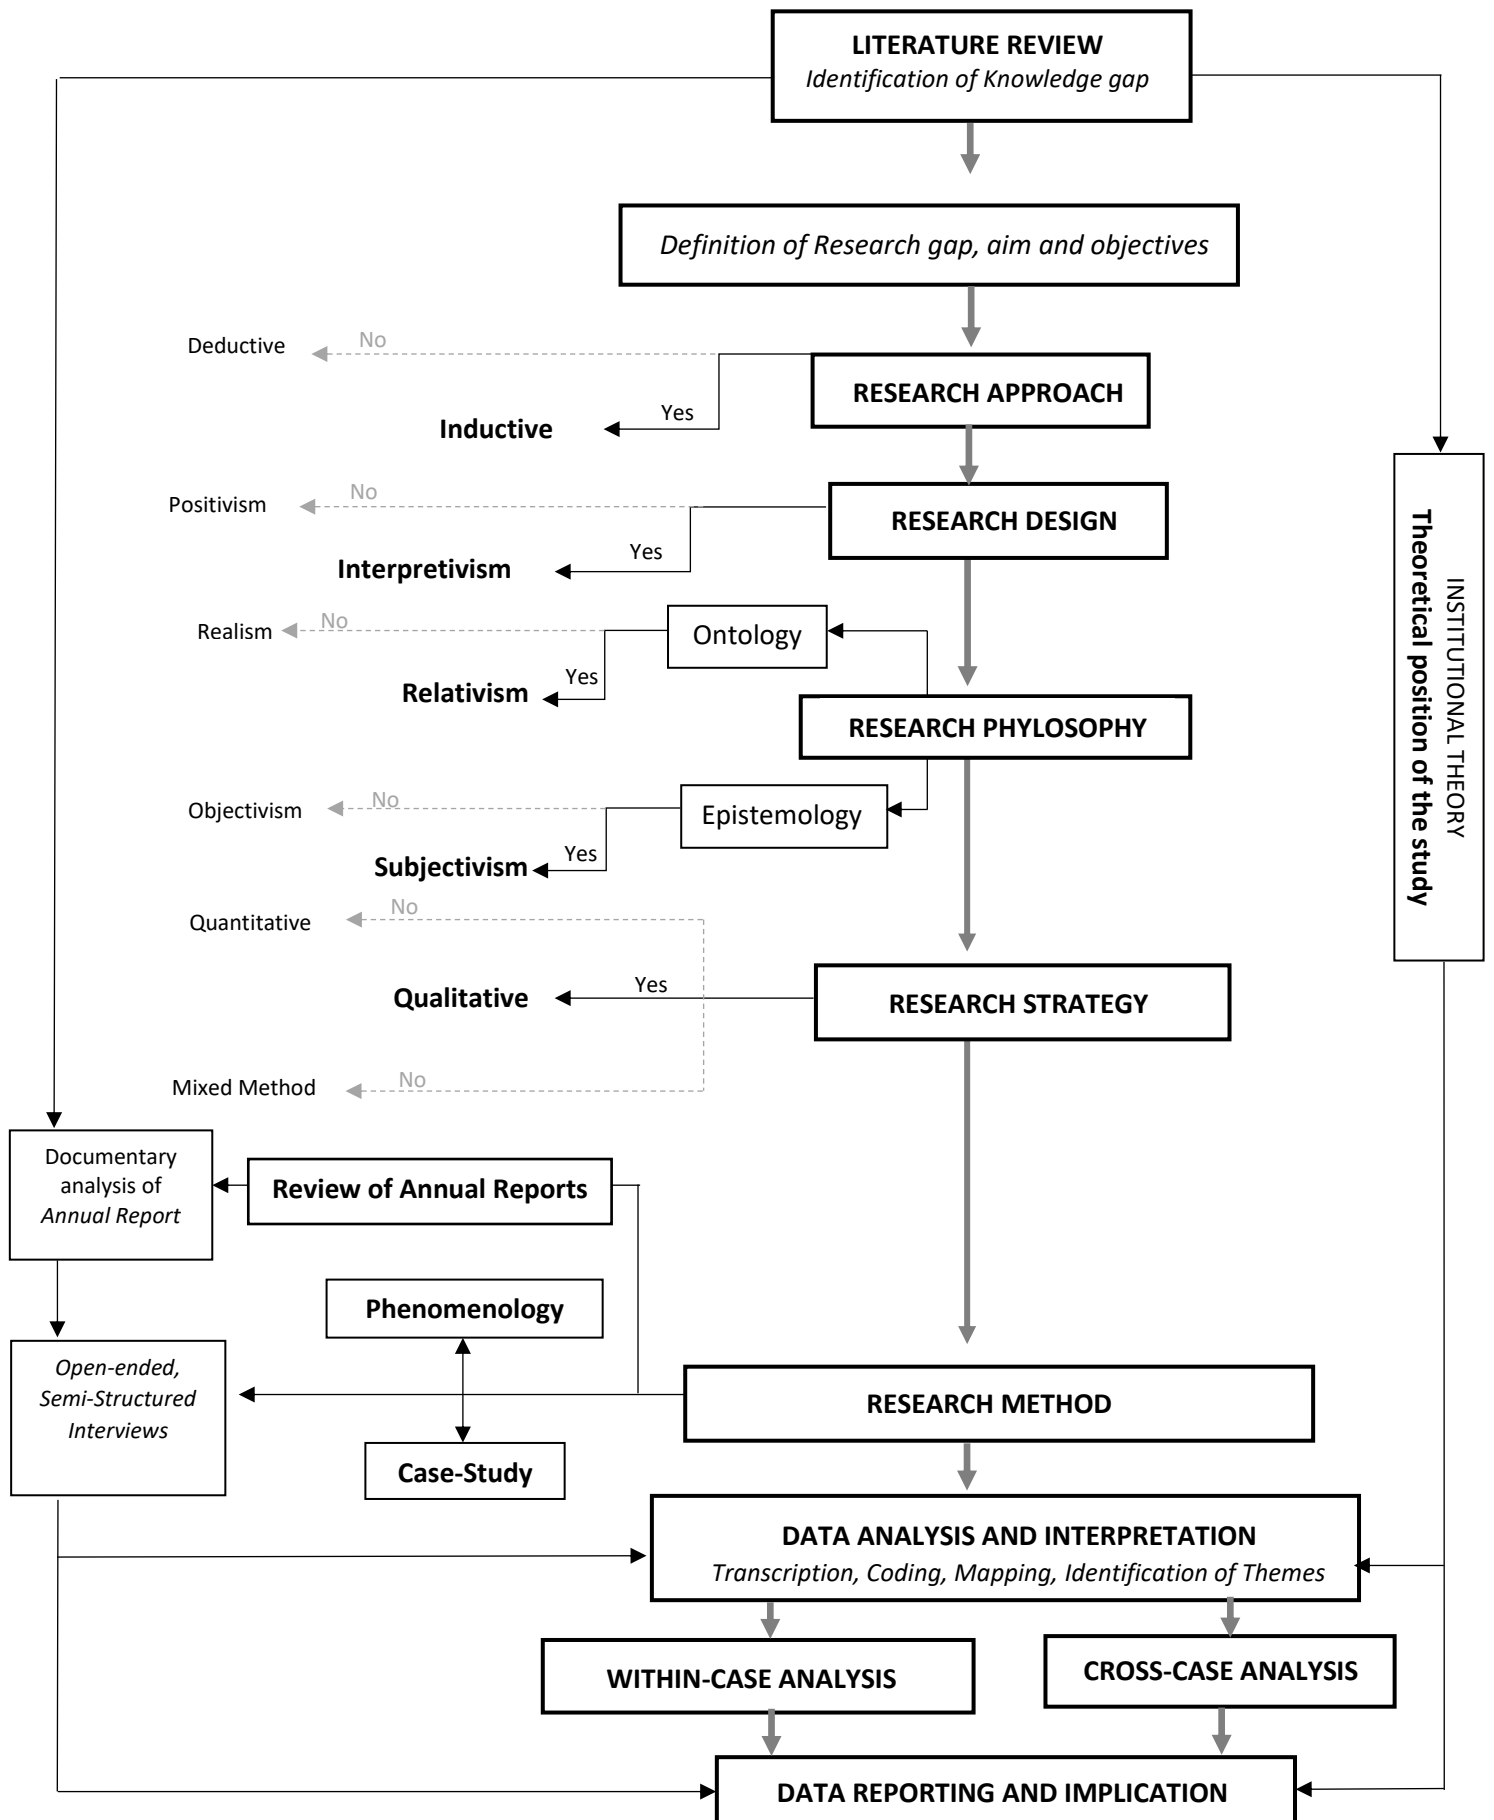 LITERATURE REVIEW
Identification of Knowledge gap
Definition of Research gap, aim and objectives
Deductive
No
RESEARCH APPROACH
Yes
Inductive
Positivism
No
RESEARCH DESIGN
Yes
Interpretivism
INSTITUTIONAL THEORY
Theoretical position of the study
Realism
No
Ontology
Yes
Relativism
RESEARCH PHYLOSOPHY
Objectivism
No
Epistemology
Yes
Subjectivism
Quantitative
No
Qualitative
Yes
RESEARCH STRATEGY
Mixed Method
No
Documentary
analysis of
Annual Report
Review of Annual Reports
Phenomenology
Open-ended,
Semi-Structured
Interviews
RESEARCH METHOD
Case-Study
DATA ANALYSIS AND INTERPRETATION
Transcription, Coding, Mapping, Identification of Themes
WITHIN-CASE ANALYSIS
CROSS-CASE ANALYSIS
DATA REPORTING AND IMPLICATION